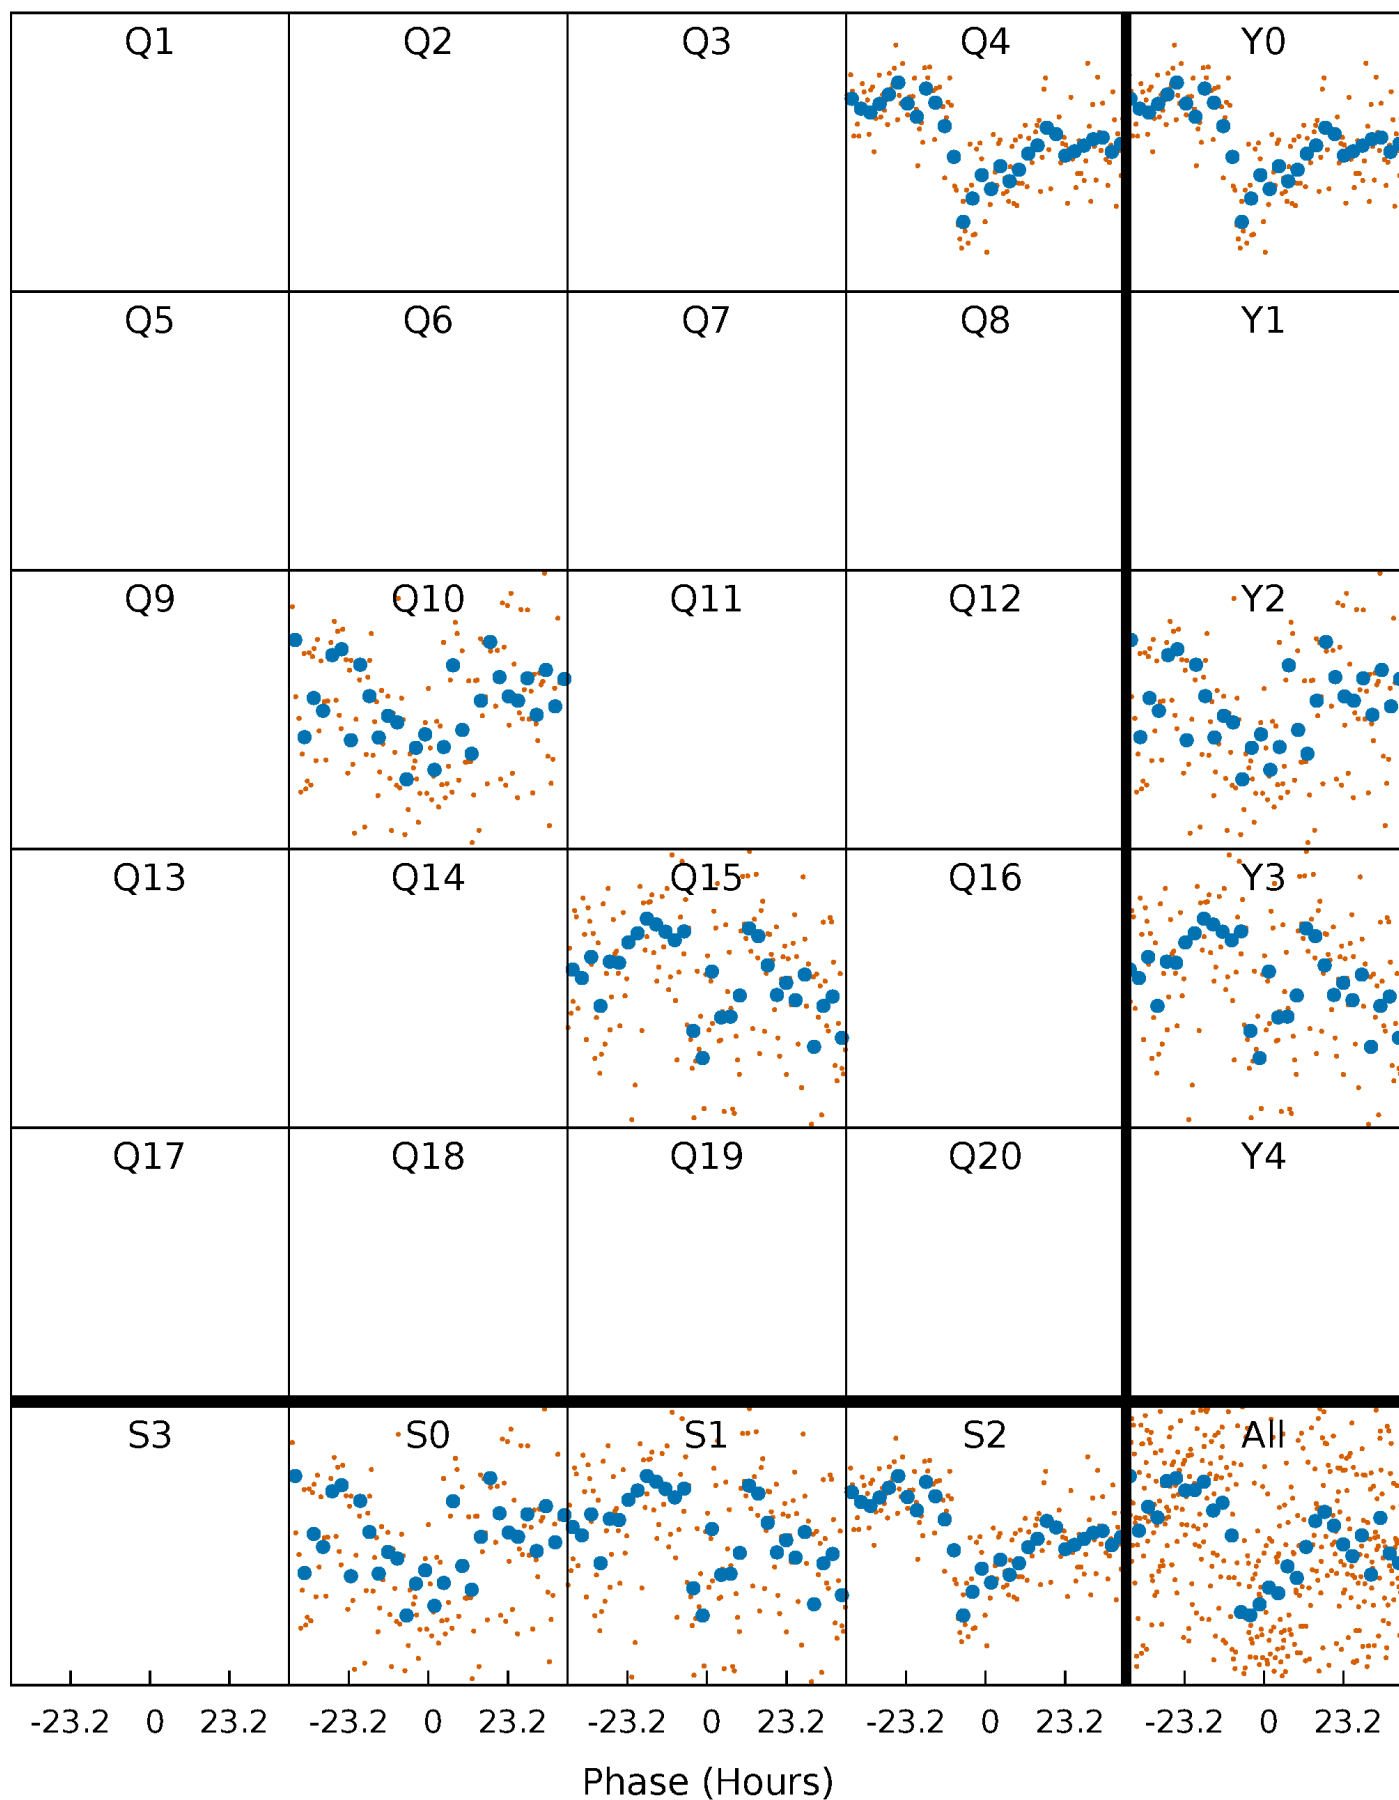 Q1 Q2 Q3 Q4 Y0
Q5 Q6 Q7 Q8 Y1
Q9 Q10 Q11 Q12 Y2
Q13 Q14 Q15 Q16 Y3
Q17 Q18 Q19 Q20 Y4
S3 S0 S1 S2 All
-23.2 0 23.2 -23.2 0 23.2 -23.2 0 23.2 -23.2 0 23.2 -23.2 0 23.2
Phase (Hours)